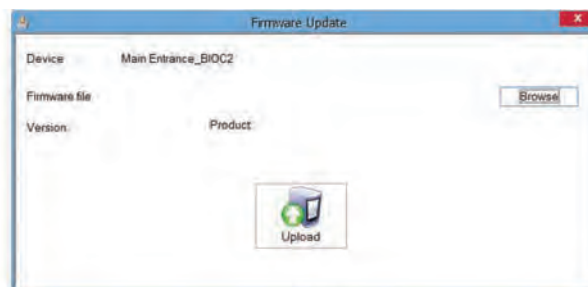 Firmware Update
x
Device Main Entrance_BIOC2
Firmware file Browse
Version Product
Upload